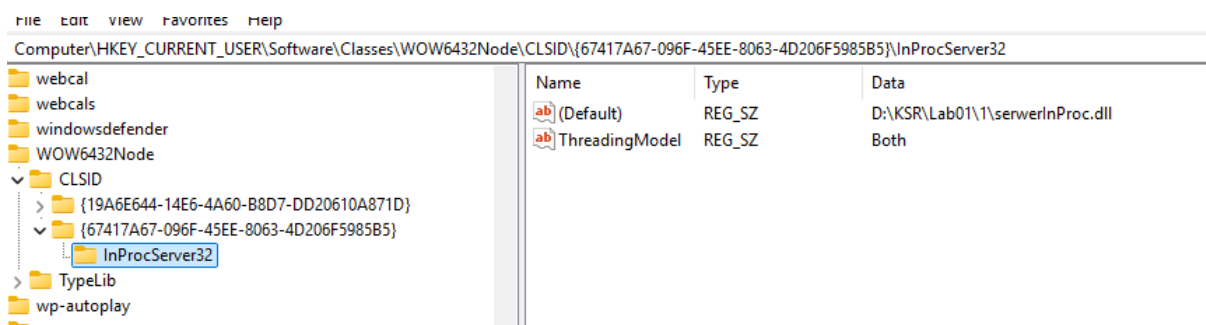 File Edit View Favorites Help
Computer\HKEY_CURRENT_USER\Software\Classes\WOW6432Node\CLSID\{67417A67-096F-45EE-8063-4D206F5985B5}\InProcServer32
webcal
webcals
windowsdefender
WOW6432Node
CLSID
{19A6E644-14E6-4A60-B8D7-DD20610A871D}
{67417A67-096F-45EE-8063-4D206F5985B5}
InProcServer32
TypeLib
wp-autoplay
Name Type Data
(Default) REG_SZ D:\KSR\Lab01\1\serwerInProc.dll
ThreadingModel REG_SZ Both